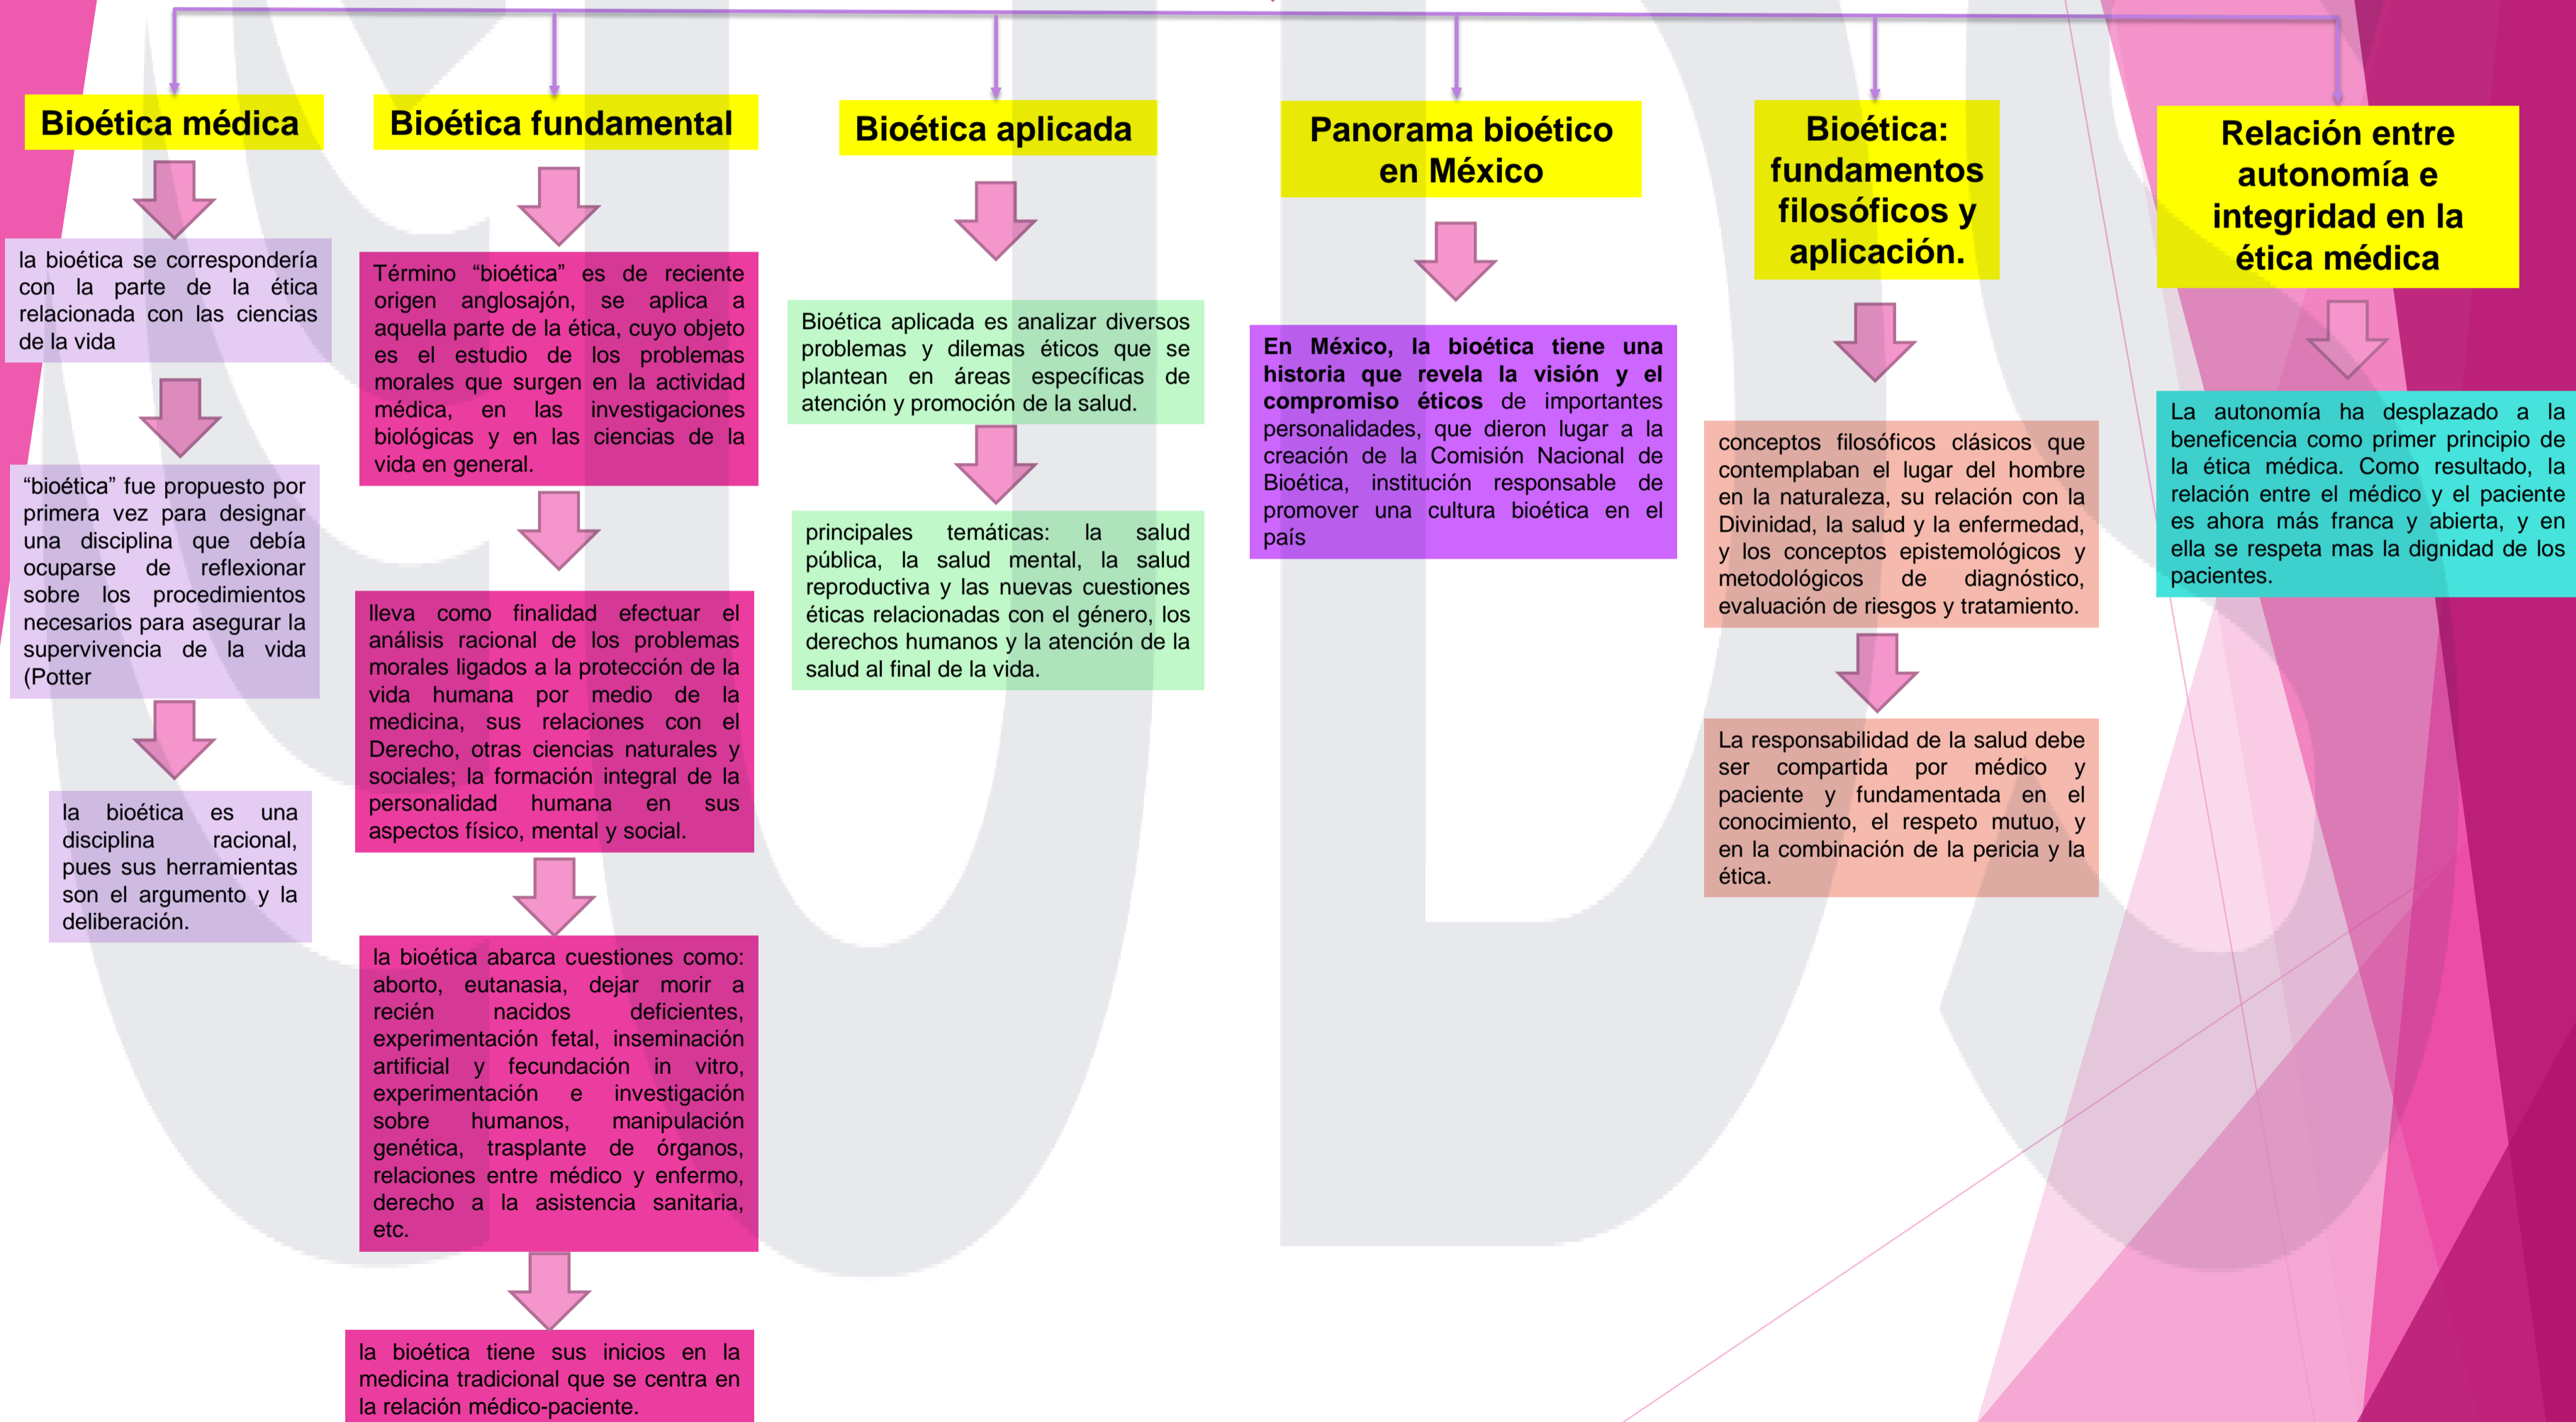 Bioética médica
la bioética se correspondería
con la parte de la ética
relacionada con las ciencias
de la vida
“bioética” fue propuesto por
primera vez para designar
una disciplina que debía
ocuparse de reflexionar
sobre los procedimientos
necesarios para asegurar la
supervivencia de la vida
(Potter
la bioética es una
disciplina racional,
pues sus herramientas
son el argumento y la
deliberación.
Bioética fundamental
Término “bioética” es de reciente
origen anglosajón, se aplica a
aquella parte de la ética, cuyo objeto
es el estudio de los problemas
morales que surgen en la actividad
médica, en las investigaciones
biológicas y en las ciencias de la
vida en general.
lleva como finalidad efectuar el
análisis racional de los problemas
morales ligados a la protección de la
vida humana por medio de la
medicina, sus relaciones con el
Derecho, otras ciencias naturales y
sociales; la formación integral de la
personalidad humana en sus
aspectos físico, mental y social.
la bioética abarca cuestiones como:
aborto, eutanasia, dejar morir a
recién nacidos deficientes,
experimentación fetal, inseminación
artificial y fecundación in vitro,
experimentación e investigación
sobre humanos, manipulación
genética, trasplante de órganos,
relaciones entre médico y enfermo,
derecho a la asistencia sanitaria,
etc.
la bioética tiene sus inicios en la
medicina tradicional que se centra en
la relación médico-paciente.
Bioética aplicada
Bioética aplicada es analizar diversos
problemas y dilemas éticos que se
plantean en áreas específicas de
atención y promoción de la salud.
principales temáticas: la salud
pública, la salud mental, la salud
reproductiva y las nuevas cuestiones
éticas relacionadas con el género, los
derechos humanos y la atención de la
salud al final de la vida.
Panorama bioético
en México
En México, la bioética tiene una
historia que revela la visión y el
compromiso éticos de importantes
personalidades, que dieron lugar a la
creación de la Comisión Nacional de
Bioética, institución responsable de
promover una cultura bioética en el
país
Bioética:
fundamentos
filosóficos y
aplicación.
conceptos filosóficos clásicos que
contemplaban el lugar del hombre
en la naturaleza, su relación con la
Divinidad, la salud y la enfermedad,
y los conceptos epistemológicos y
metodológicos de diagnóstico,
evaluación de riesgos y tratamiento.
La responsabilidad de la salud debe
ser compartida por médico y
paciente y fundamentada en el
conocimiento, el respeto mutuo, y
en la combinación de la pericia y la
ética.
Relación entre
autonomía e
integridad en la
ética médica
La autonomía ha desplazado a la
beneficencia como primer principio de
la ética médica. Como resultado, la
relación entre el médico y el paciente
es ahora más franca y abierta, y en
ella se respeta mas la dignidad de los
pacientes.